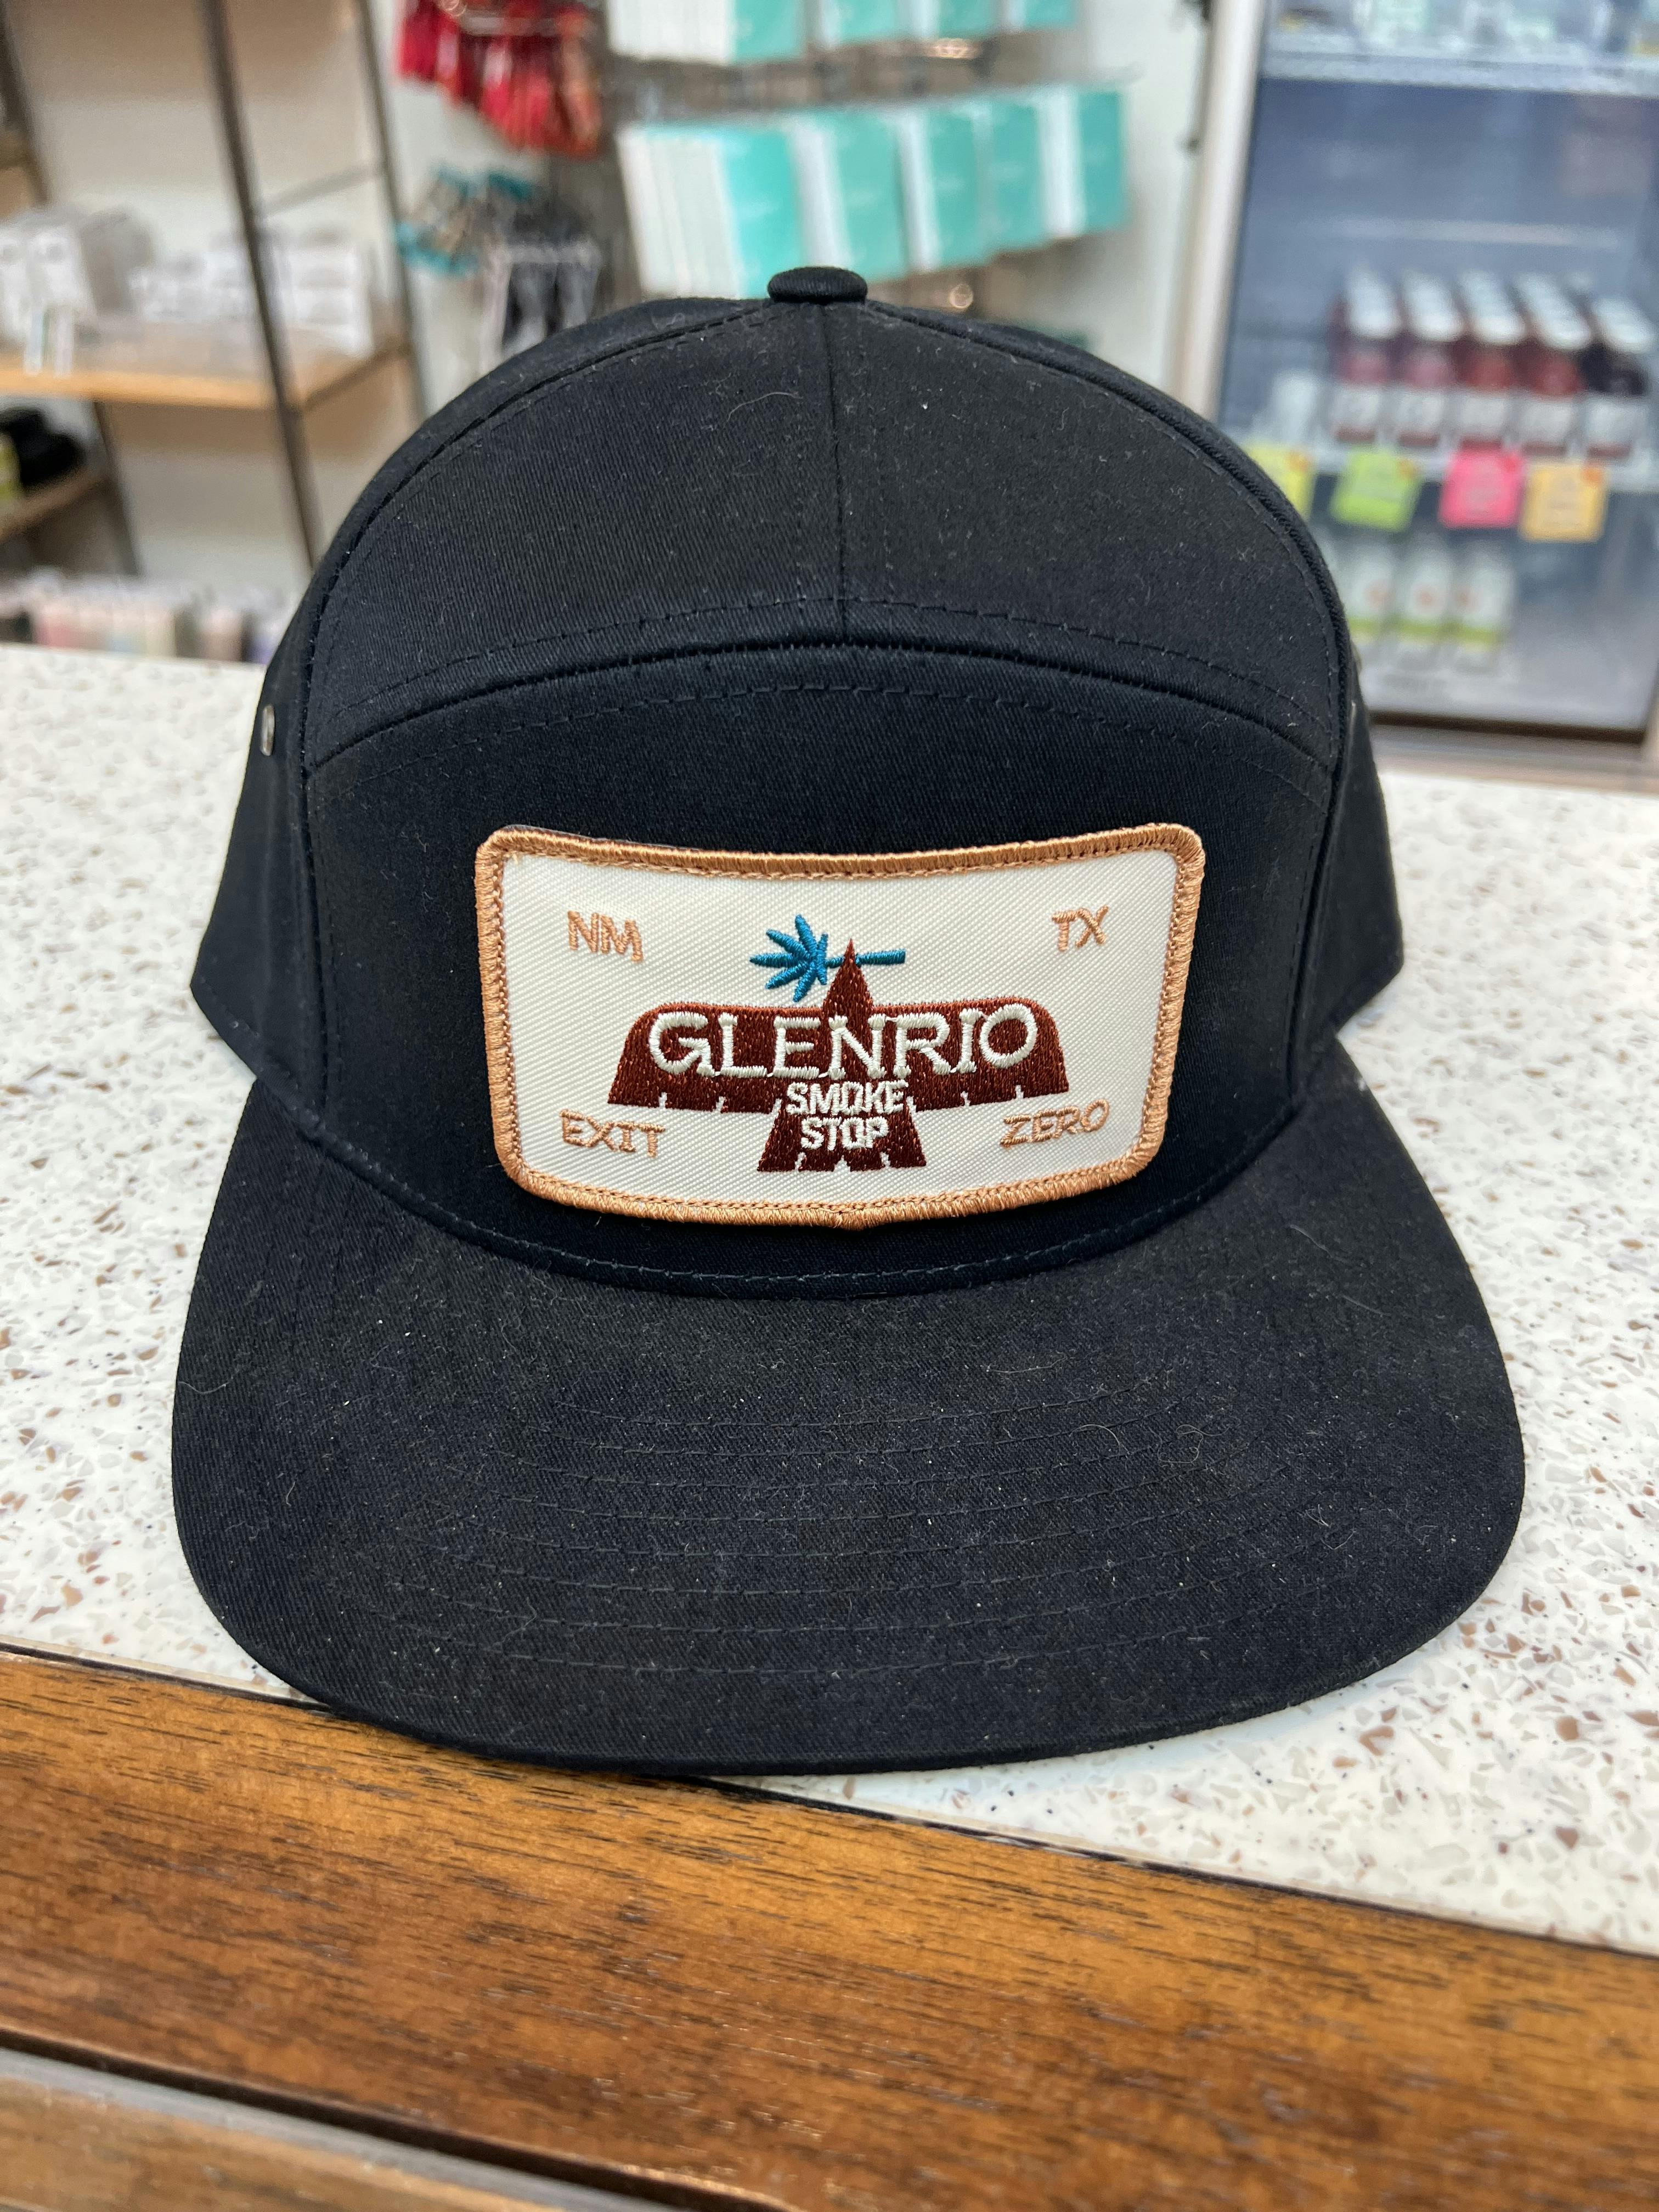 NM TX
GLENRIO
SMOKE
STOP
EXIT ZERO